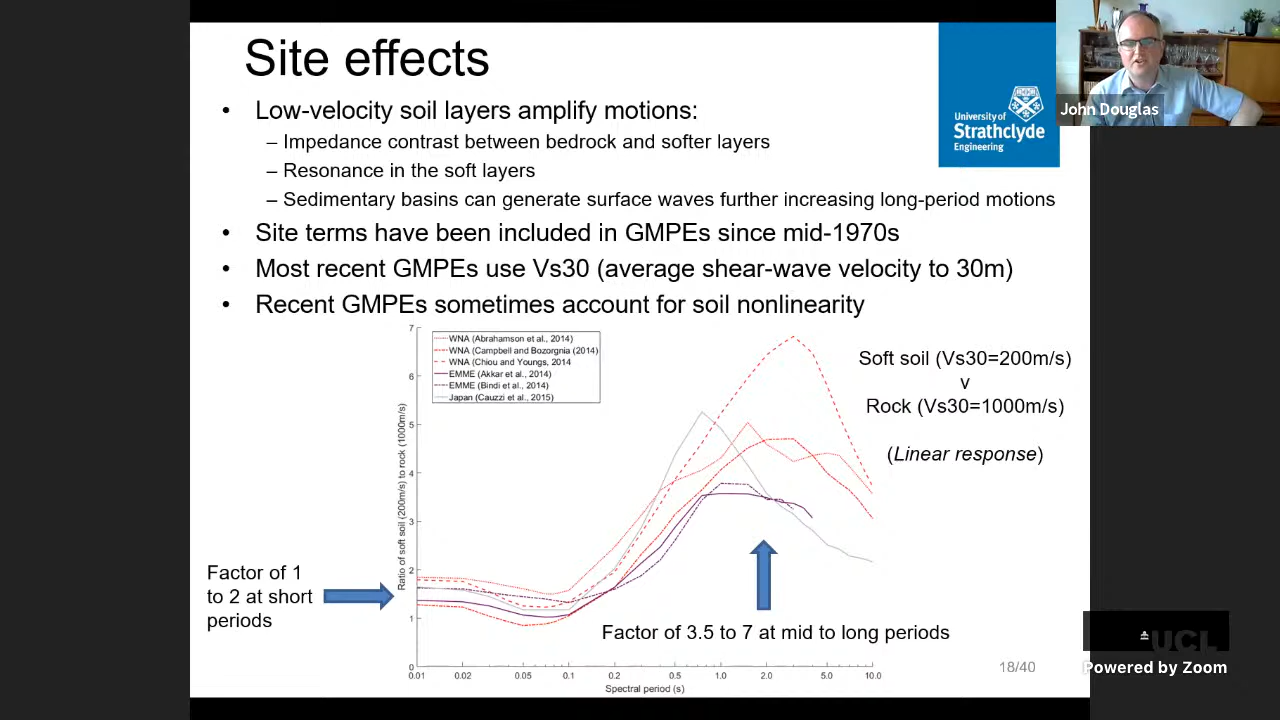 Site effects
University of
Strathclyde
Engineering
John Douglas
• Low-velocity soil layers amplify motions:
– Impedance contrast between bedrock and softer layers
– Resonance in the soft layers
– Sedimentary basins can generate surface waves further increasing long-period motions
• Site terms have been included in GMPEs since mid-1970s
• Most recent GMPEs use Vs30 (average shear-wave velocity to 30m)
• Recent GMPEs sometimes account for soil nonlinearity
WNA (Abrahamson et al., 2014)
WNA (Campbell and Bozorgnia (2014)
WNA (Chiou and Youngs, 2014
EMME (Akkar et al., 2014)
EMME (Bindi et al., 2014)
Japan (Cauzzi et al., 2015)
Ratio of soft soil (200m/s) to rock (1000m/s)
7
6
5
4
3
2
1
0
0.01 0.02 0.05 0.1 0.2 0.5 1.0 2.0 5.0 10.0
Spectral period (s)
Soft soil (Vs30=200m/s)
v
Rock (Vs30=1000m/s)
(Linear response)
Factor of 1
to 2 at short
periods
Factor of 3.5 to 7 at mid to long periods
18/40
UCL
Powered by Zoom